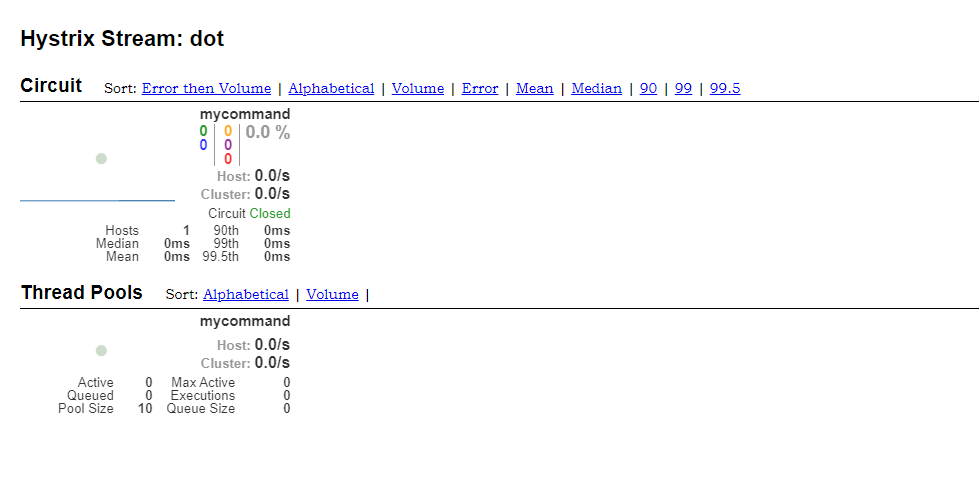 Hystrix Stream: dot
Circuit Sort: Error then Volume | Alphabetical | Volume | Error | Mean | Median | 90 | 99 | 99.5
mycommand
0 0 0.0 %
0 0
0
Host: 0.0/s
Cluster: 0.0/s
Circuit Closed
Hosts 1 90th 0ms
Median 0ms 99th 0ms
Mean 0ms 99.5th 0ms
Thread Pools Sort: Alphabetical | Volume |
mycommand
Host: 0.0/s
Cluster: 0.0/s
Active 0 Max Active 0
Queued 0 Executions 0
Pool Size 10 Queue Size 0